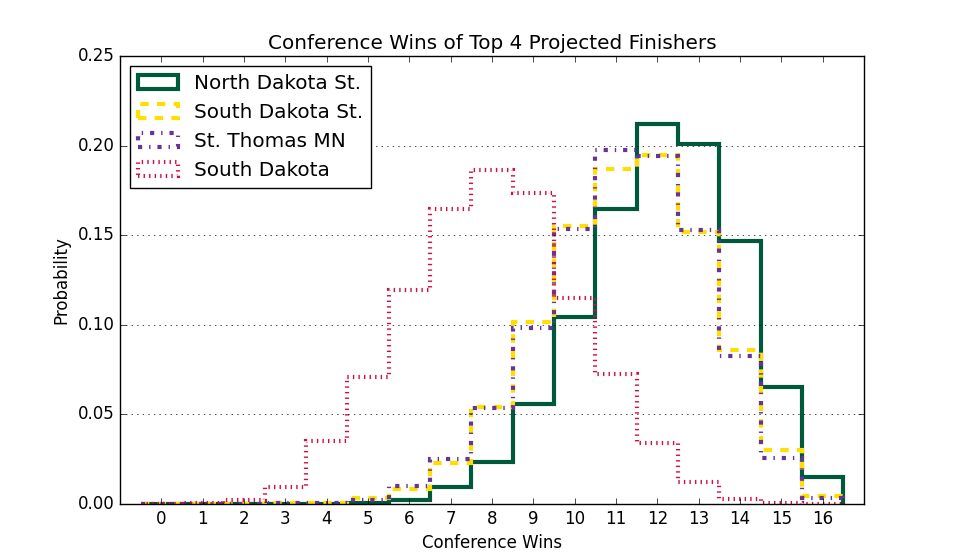 Conference Wins of Top 4 Projected Finishers
0.25
0.20
0.15
0.10
0.05
0.00
Probability
North Dakota St.
South Dakota St.
St. Thomas MN
South Dakota
0 1 2 3 4 5 6 7 8 9 10 11 12 13 14 15 16
Conference Wins